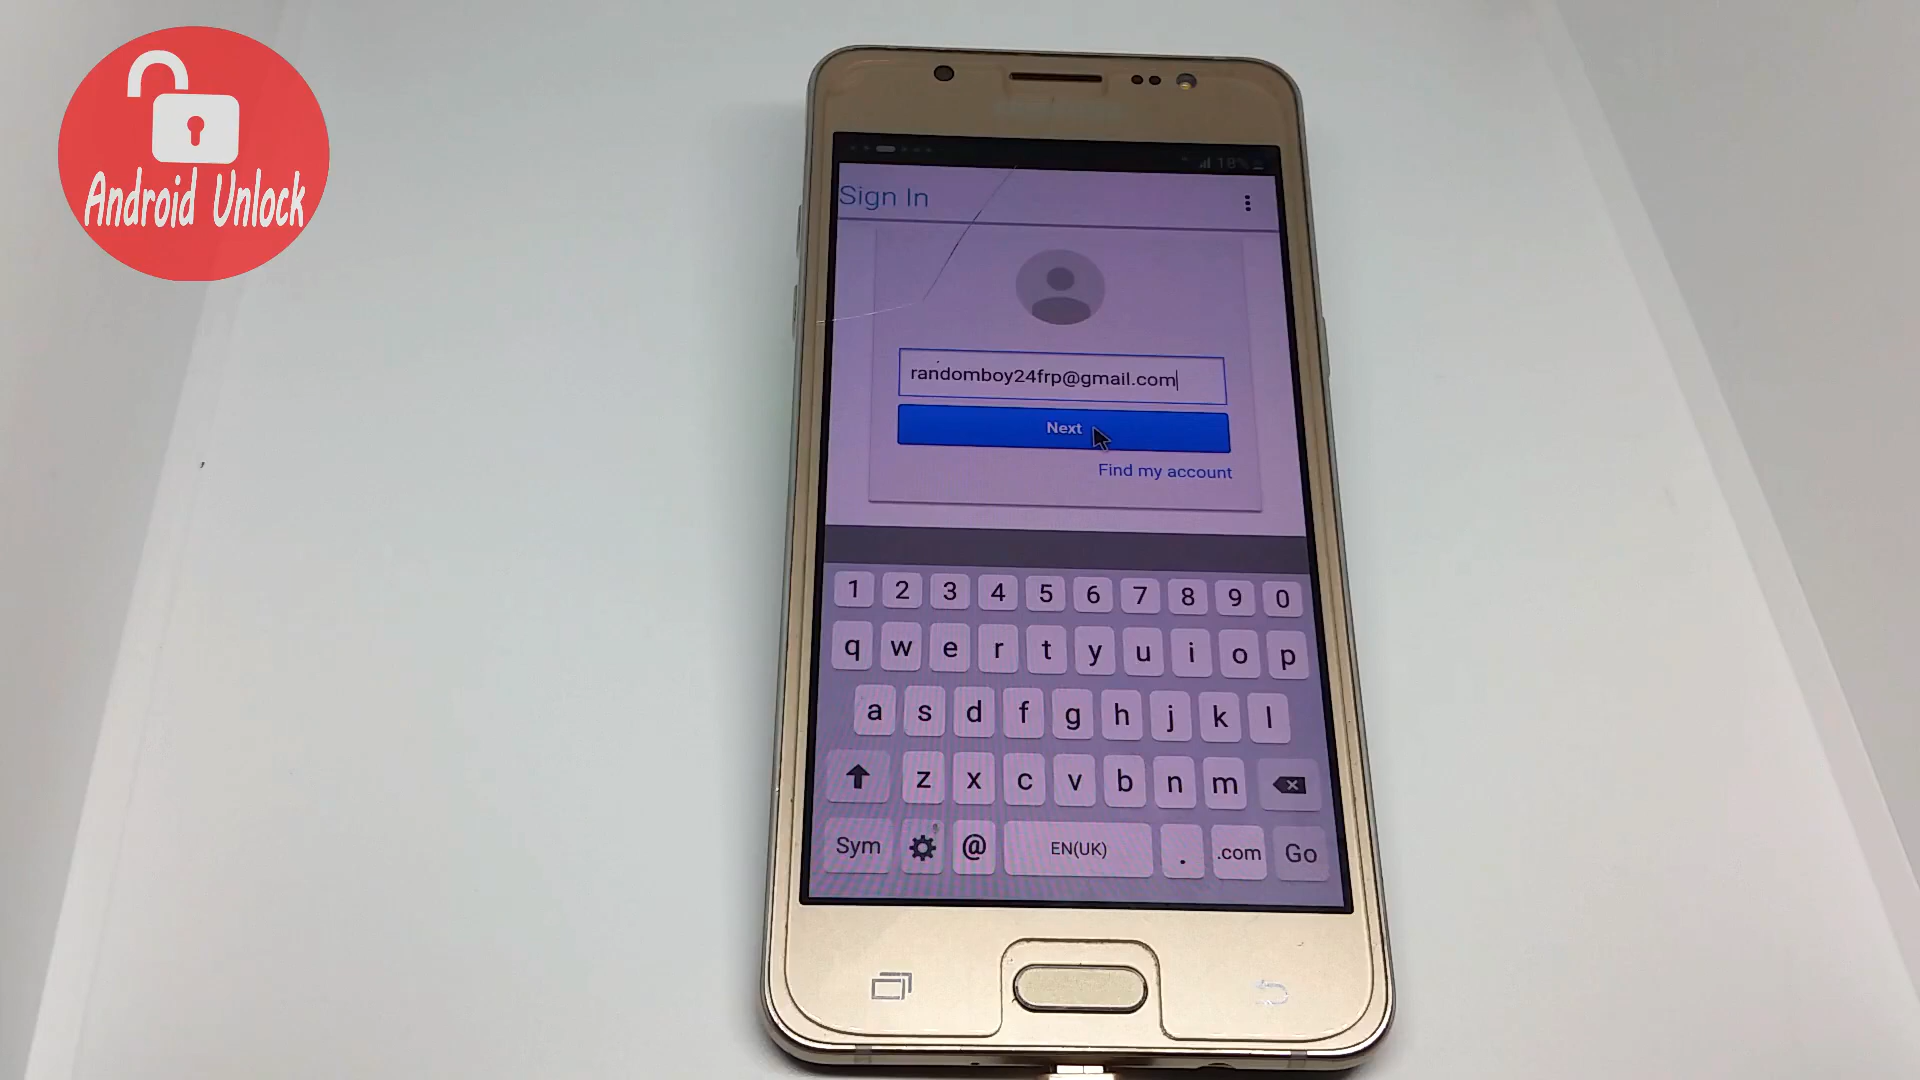 Android Unlock
18%
Sign In
randomboy24frp@gmail.com
Next
Find my account
1 2 3 4 5 6 7 8 9 0
q w e r t y u i o p
a s d f g h j k l
z x c v b n m
Sym @ EN(UK) . .com Go